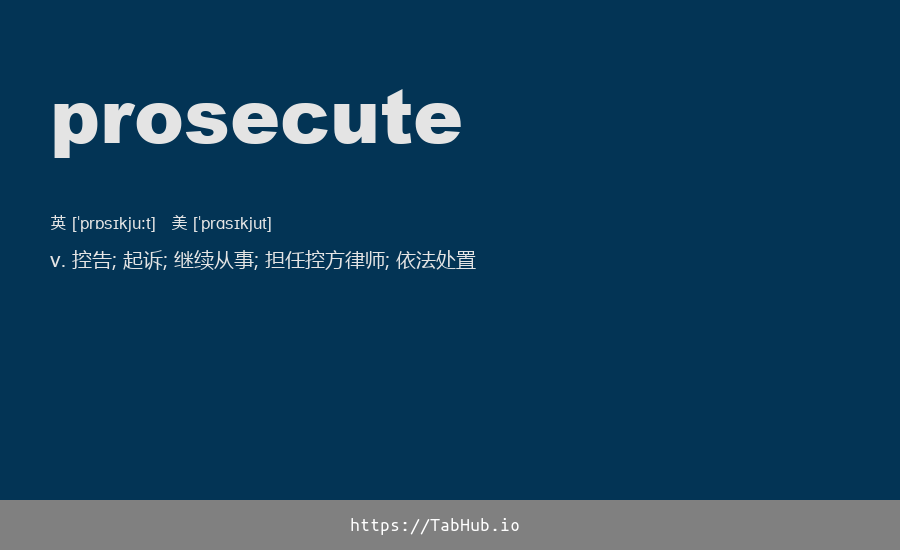 prosecute
英 [ˈprɒsɪkjuːt] 美 [ˈprɑsɪkjut]
v. 控告; 起诉; 继续从事; 担任控方律师; 依法处置
https://TabHub.io